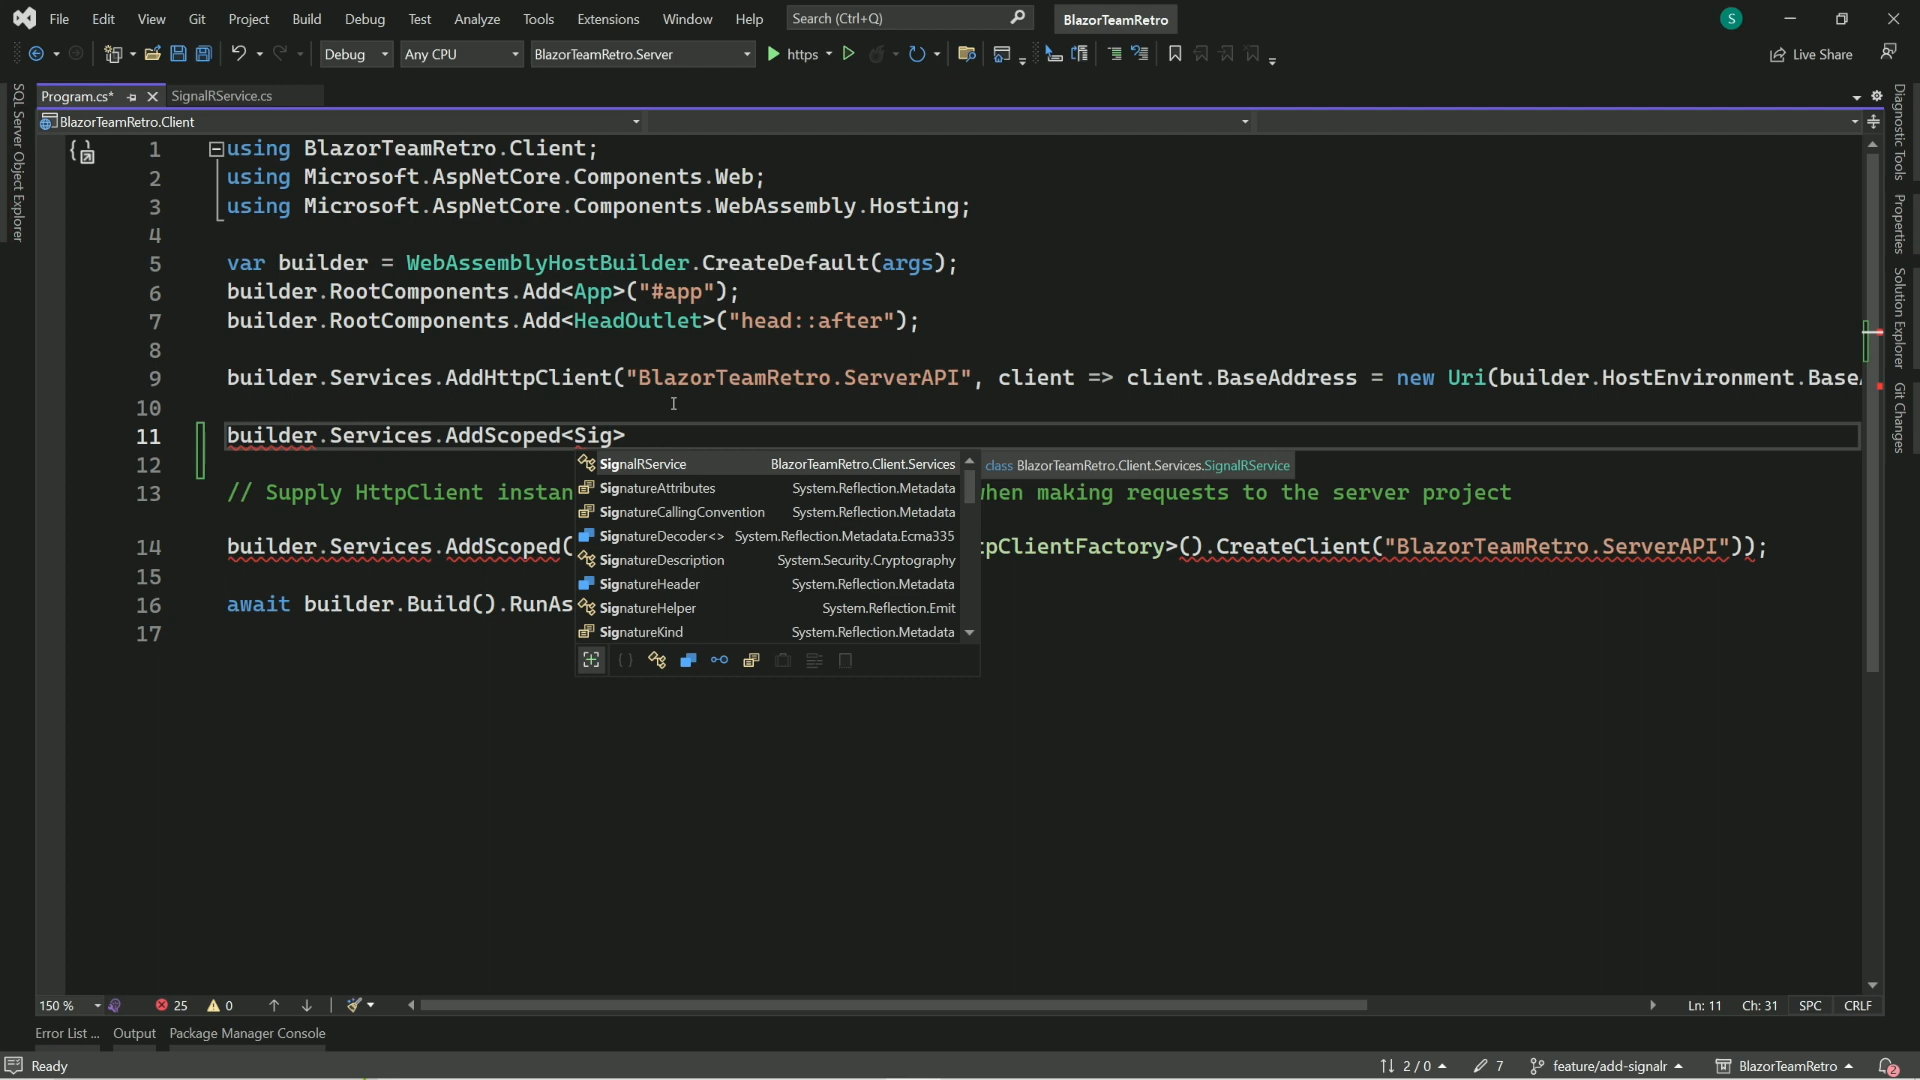 File Edit View Git Project Build Debug Test Analyze Tools Extensions Window Help Search (Ctrl+Q) BlazorTeamRetro S
Debug Any CPU BlazorTeamRetro.Server https Live Share
Program.cs* SignalRService.cs
BlazorTeamRetro.Client
1 using BlazorTeamRetro.Client;
2 using Microsoft.AspNetCore.Components.Web;
3 using Microsoft.AspNetCore.Components.WebAssembly.Hosting;
4
5 var builder = WebAssemblyHostBuilder.CreateDefault(args);
6 builder.RootComponents.Add<App>("#app");
7 builder.RootComponents.Add<HeadOutlet>("head::after");
8
9 builder.Services.AddHttpClient("BlazorTeamRetro.ServerAPI", client => client.BaseAddress = new Uri(builder.HostEnvironment.Base
10
11 builder.Services.AddScoped<Sig>
12
13 // Supply HttpClient instan when making requests to the server project
14 builder.Services.AddScoped( pClientFactory>().CreateClient("BlazorTeamRetro.ServerAPI"));
15
16 await builder.Build().RunAs
17
SignalRService BlazorTeamRetro.Client.Services
SignatureAttributes System.Reflection.Metadata
SignatureCallingConvention System.Reflection.Metadata
SignatureDecoder<> System.Reflection.Metadata.Ecma335
SignatureDescription System.Security.Cryptography
SignatureHeader System.Reflection.Metadata
SignatureHelper System.Reflection.Emit
SignatureKind System.Reflection.Metadata
class BlazorTeamRetro.Client.Services.SignalRService
SQL Server Object Explorer
Diagnostic Tools
Properties
Solution Explorer
Git Changes
150 % 25 0 Ln: 11 Ch: 31 SPC CRLF
Error List ... Output Package Manager Console
Ready 2 / 0 7 feature/add-signalr BlazorTeamRetro 2